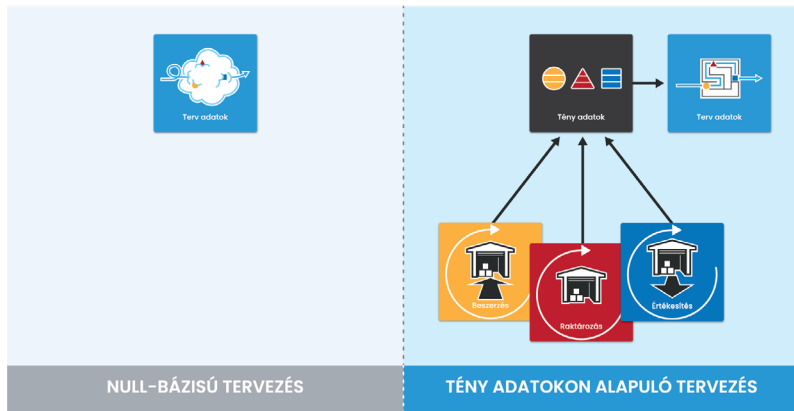 Terv adatok
Tény adatok
Terv adatok
Beszerzés
Raktározás
Értékesítés
NULL-BÁZISÚ TERVEZÉS
TÉNY ADATOKON ALAPULÓ TERVEZÉS